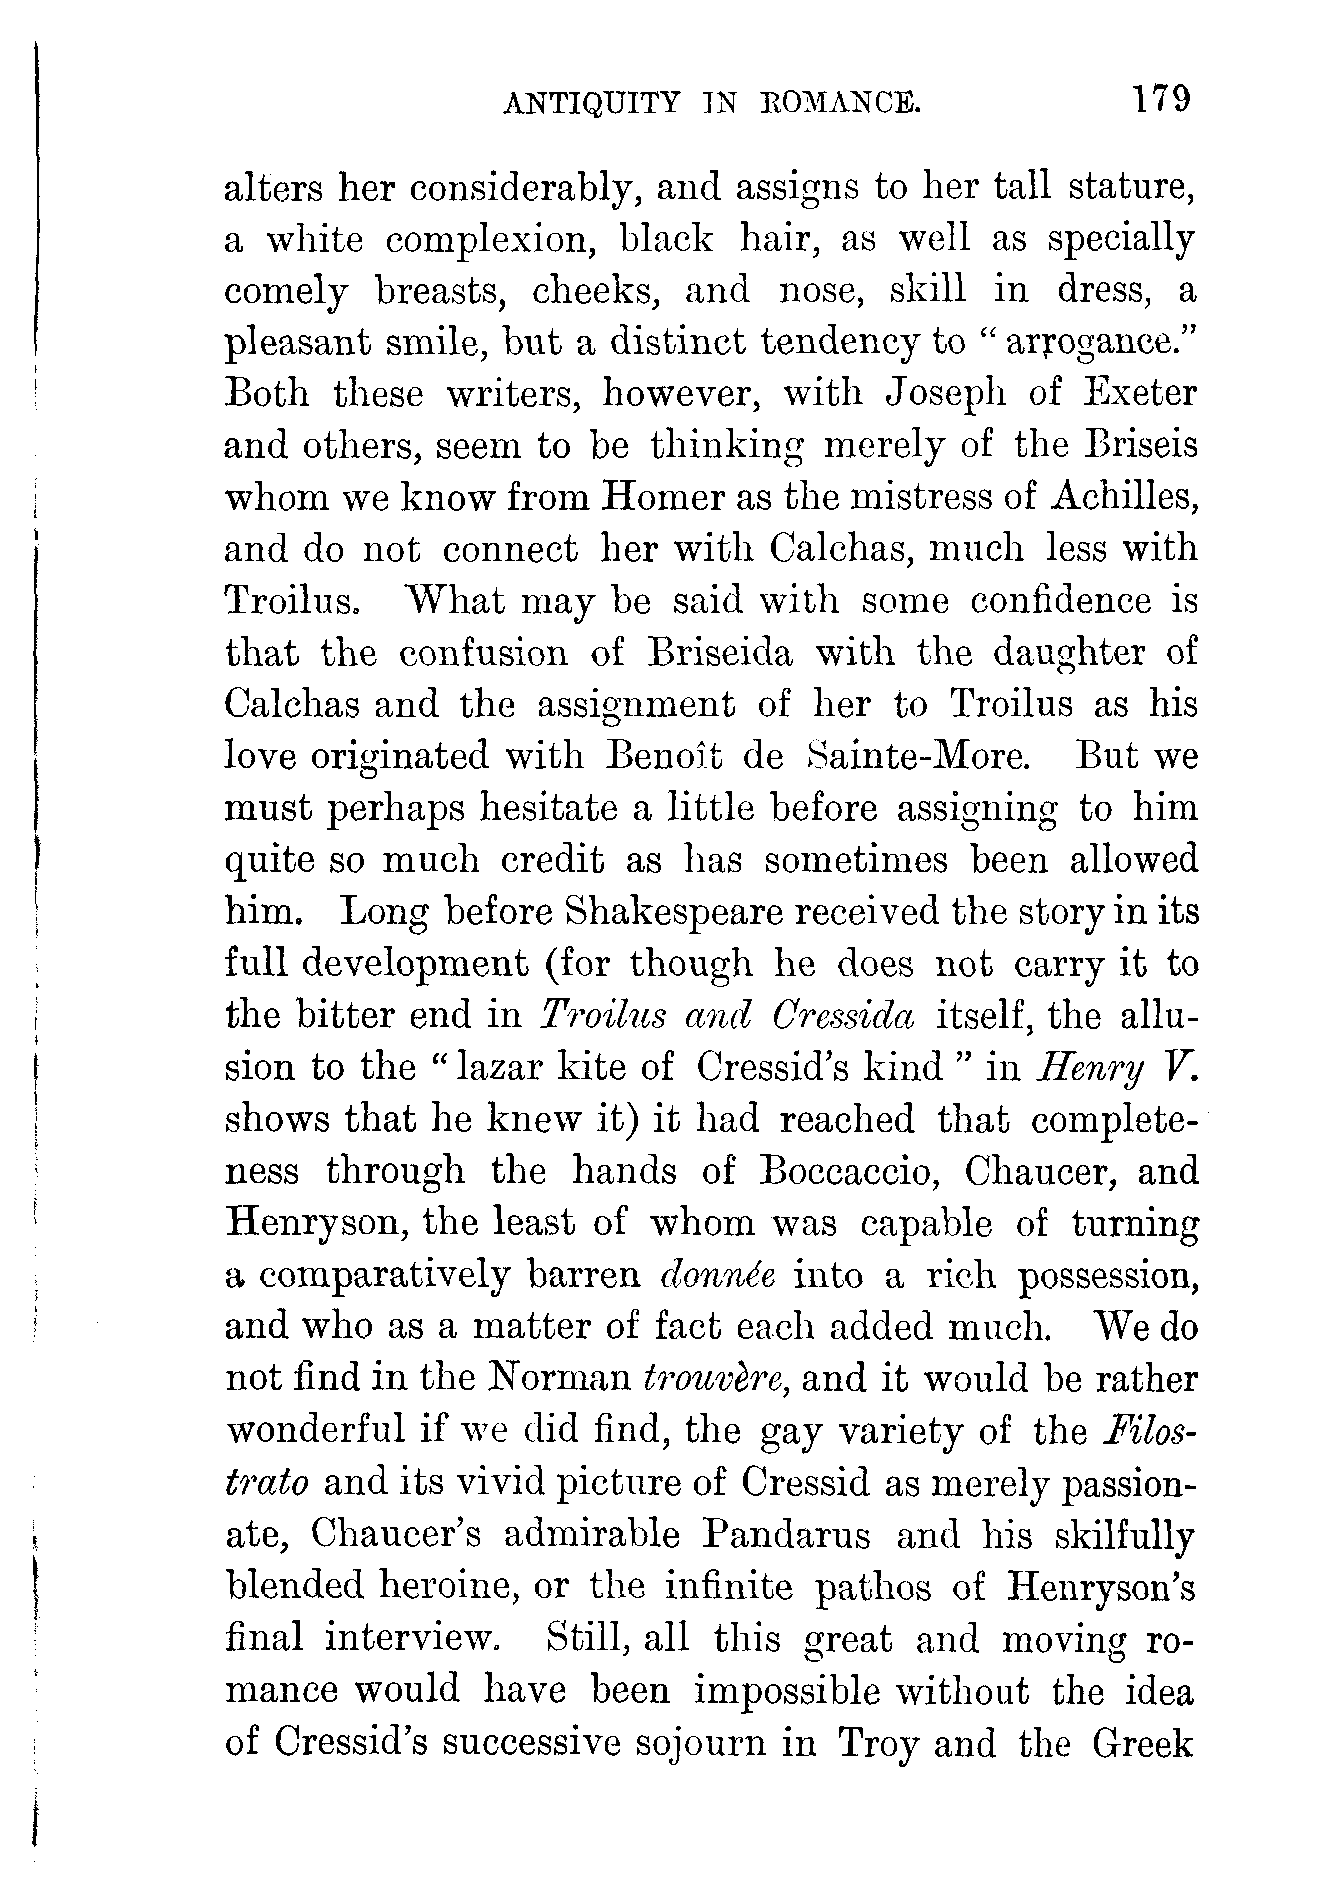 ANTIQUITY IN ROMANCE. 179
alters her considerably, and assigns to her tall stature,
a white complexion, black hair, as well as specially
comely breasts, cheeks, and nose, skill in dress, a
pleasant smile, but a distinct tendency to “ arrogance.”
Both these writers, however, with Joseph of Exeter
and others, seem to be thinking merely of the Briseis
whom we know from Homer as the mistress of Achilles,
and do not connect her with Calchas, much less with
Troilus. What may be said with some confidence is
that the confusion of Briseida with the daughter of
Calchas and the assignment of her to Troilus as his
love originated with Benoît de Sainte-More. But we
must perhaps hesitate a little before assigning to him
quite so much credit as has sometimes been allowed
him. Long before Shakespeare received the story in its
full development (for though he does not carry it to
the bitter end in Troilus and Cressida itself, the allu-
sion to the “ lazar kite of Cressid’s kind ” in Henry V.
shows that he knew it) it had reached that complete-
ness through the hands of Boccaccio, Chaucer, and
Henryson, the least of whom was capable of turning
a comparatively barren donnée into a rich possession,
and who as a matter of fact each added much. We do
not find in the Norman trouvère, and it would be rather
wonderful if we did find, the gay variety of the Filos-
trato and its vivid picture of Cressid as merely passion-
ate, Chaucer’s admirable Pandarus and his skilfully
blended heroine, or the infinite pathos of Henryson’s
final interview. Still, all this great and moving ro-
mance would have been impossible without the idea
of Cressid’s successive sojourn in Troy and the Greek